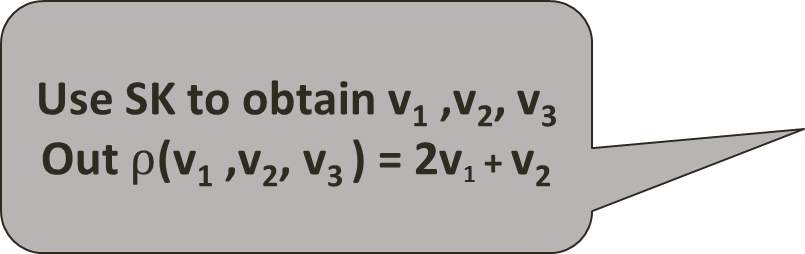 Use SK to obtain v₁ ,v₂, v₃
Out ρ(v₁ ,v₂, v₃ ) = 2v₁ + v₂